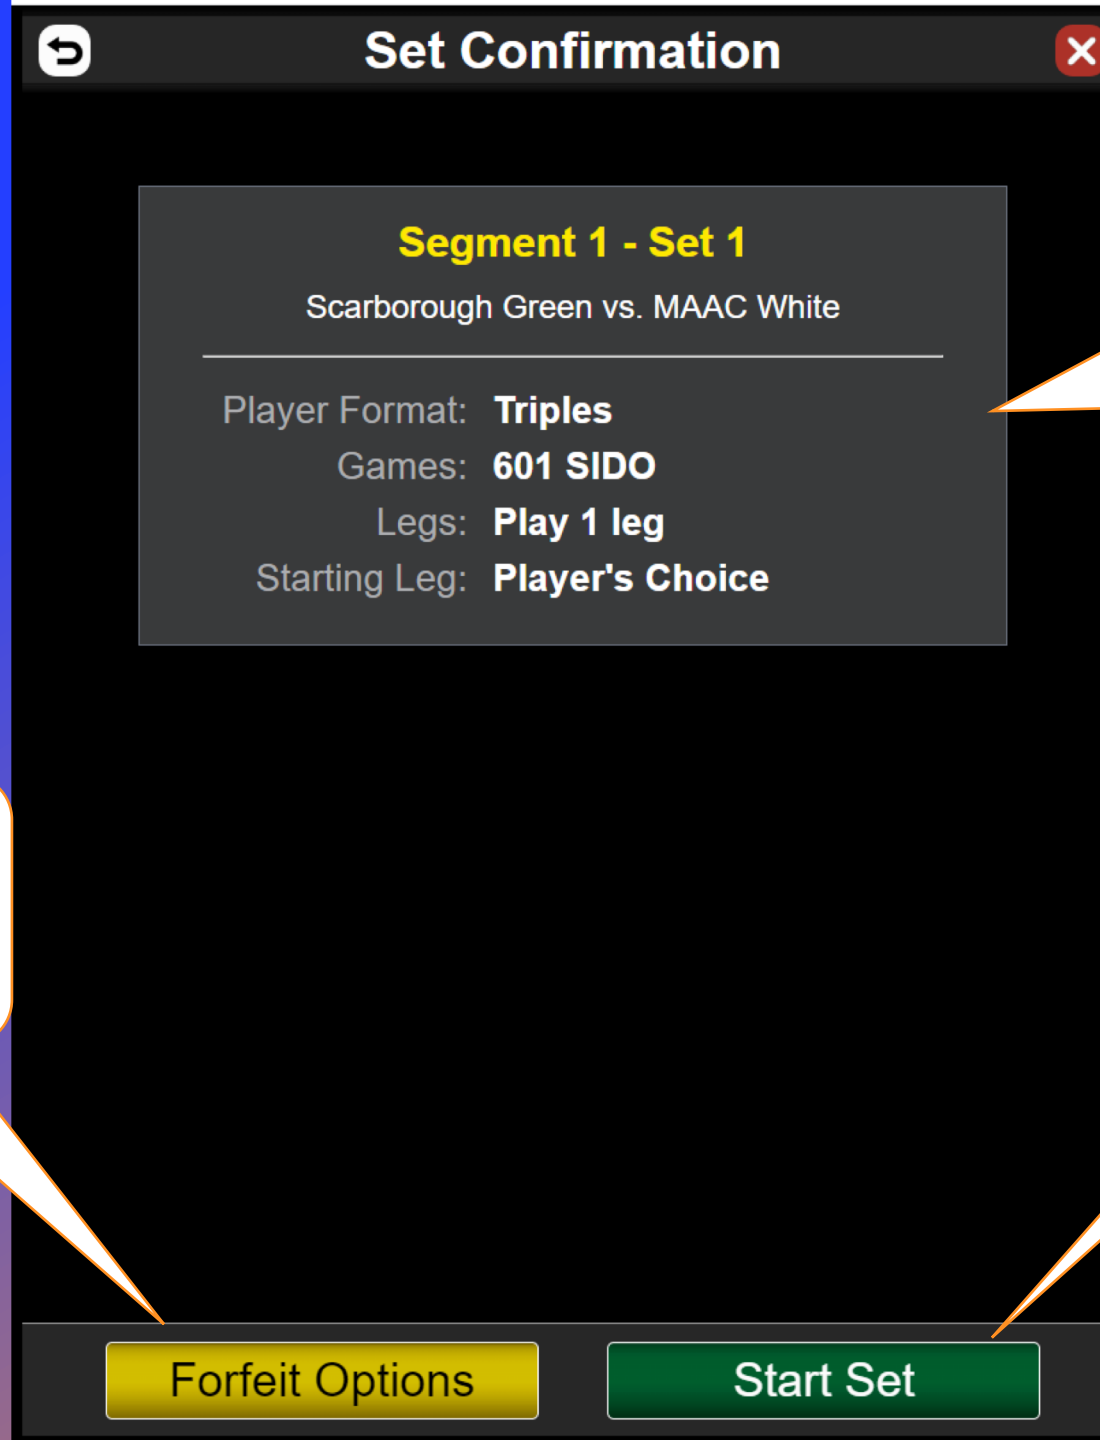 Set Confirmation
Segment 1 - Set 1
Scarborough Green vs. MAAC White
Player Format: Triples
Games: 601 SIDO
Legs: Play 1 leg
Starting Leg: Player's Choice
Forfeit Options
Start Set